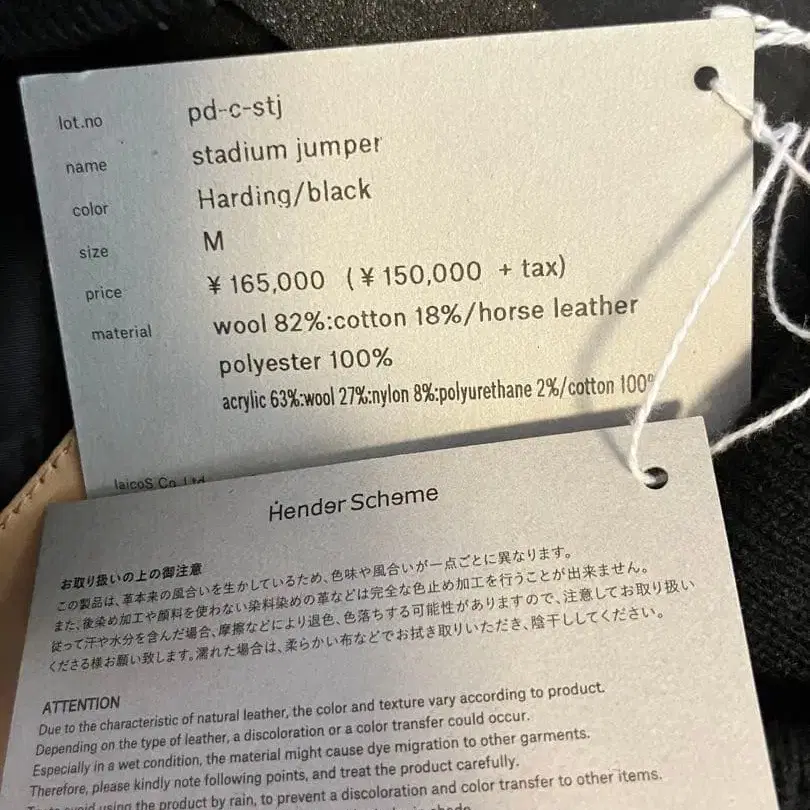 lot.no pd-c-stj
name stadium jumper
color Harding/black
size M
price ¥ 165,000 (¥ 150,000 + tax)
material wool 82%:cotton 18%/horse leather
polyester 100%
acrylic 63%:wool 27%:nylon 8%:polyurethane 2%/cotton 100%
laicoS Co.,Ltd.
Hender Scheme
お取り扱いの上の御注意
この製品は、革本来の風合いを生かしているため、色味や風合いが一点ごとに異なります。
また、後染め加工や顔料を使わない染料染めの革などは完全な色止め加工を行うことが出来ません。
従って汗や水分を含んだ場合、摩擦などにより退色、色落ちする可能性がありますので、注意してお取り扱い
くださる様お願い致します。濡れた場合は、柔らかい布などでお拭き取りいただき、陰干ししてください。
ATTENTION
Due to the characteristic of natural leather, the color and texture vary according to product.
Depending on the type of leather, a discoloration or a color transfer could occur.
Especially in a wet condition, the material might cause dye migration to other garments.
Therefore, please kindly note following points, and treat the product carefully.
avoid using the product by rain, to prevent a discoloration and color transfer to other items.